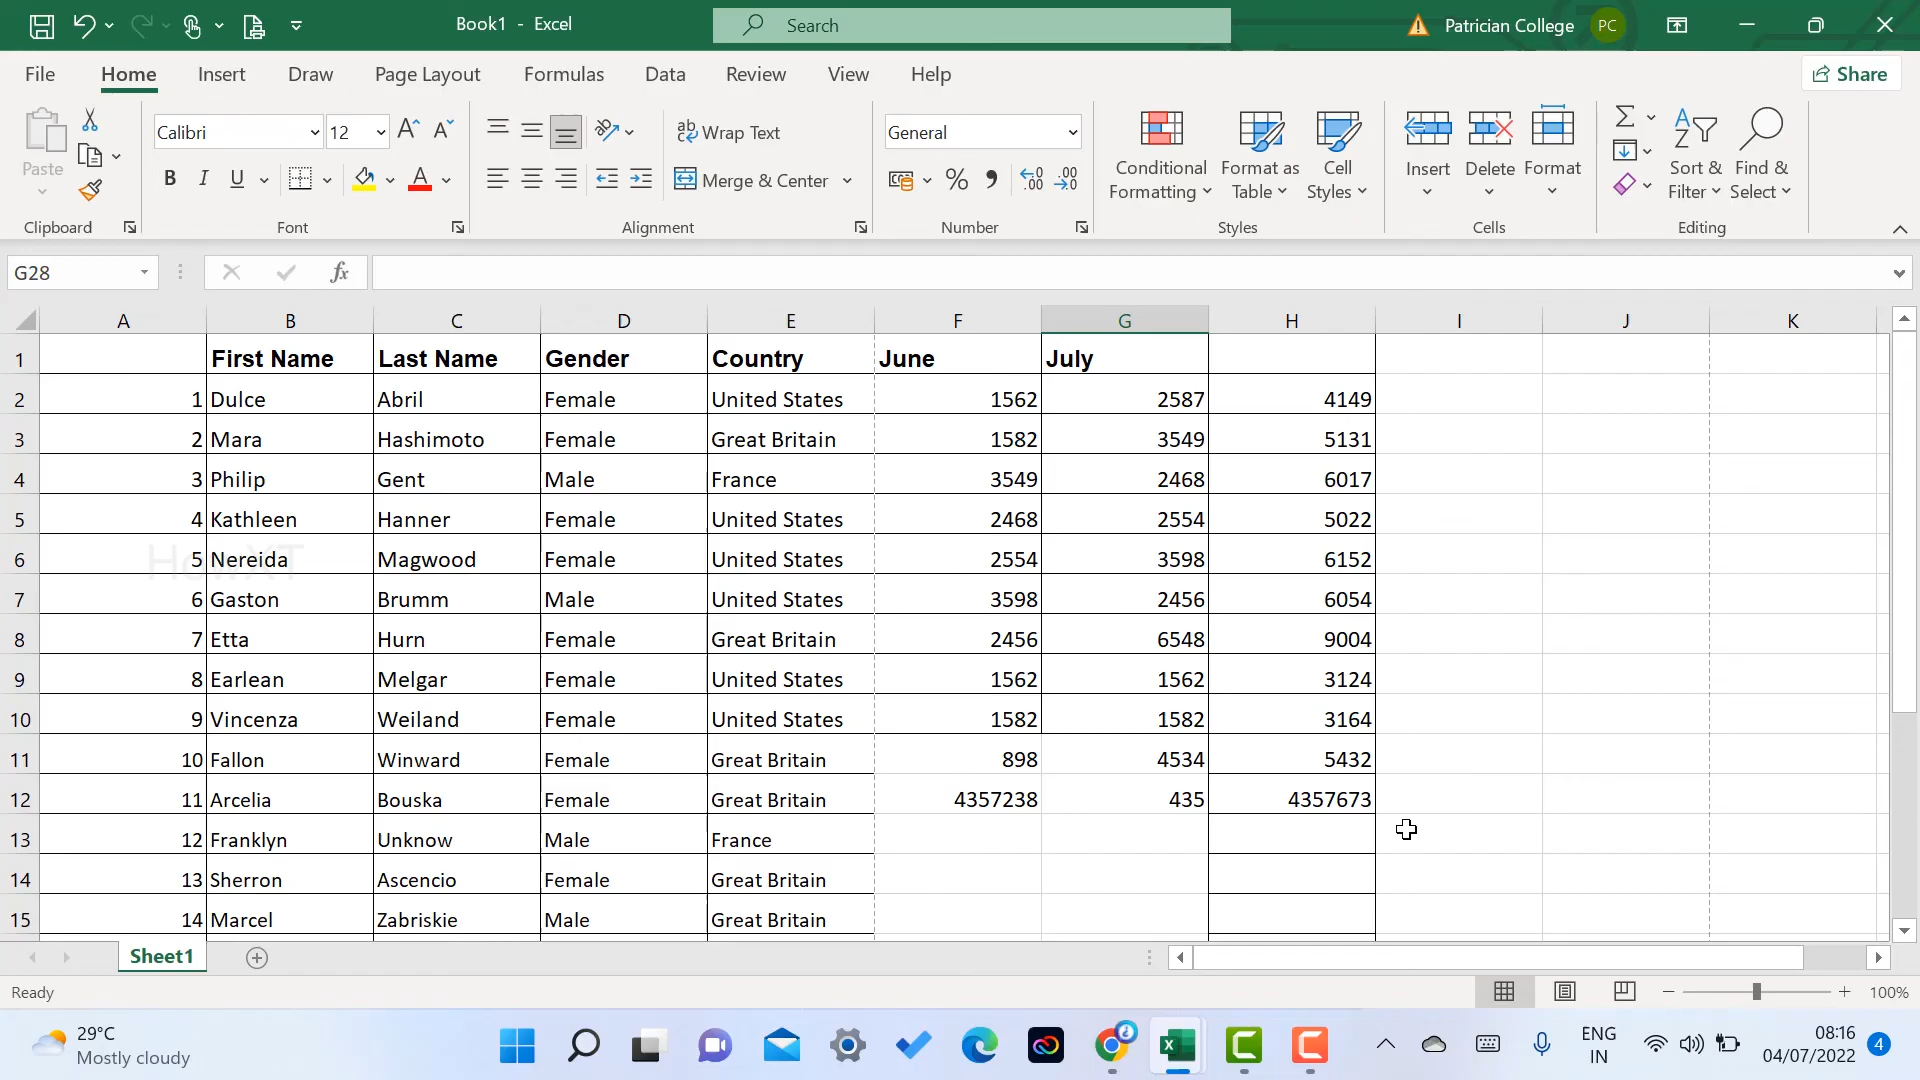 Book1 - Excel
Search
Patrician College PC
File Home Insert Draw Page Layout Formulas Data Review View Help Share
Paste
Clipboard
Calibri 12
B I U A
Font
Wrap Text
Merge & Center
Alignment
General
Number
Conditional Formatting
Format as Table
Cell Styles
Styles
Insert
Delete
Format
Cells
Sort & Filter
Find & Select
Editing
G28 fx
A B C D E F G H I J K
1 First Name Last Name Gender Country June July
2 1 Dulce Abril Female United States 1562 2587 4149
3 2 Mara Hashimoto Female Great Britain 1582 3549 5131
4 3 Philip Gent Male France 3549 2468 6017
5 4 Kathleen Hanner Female United States 2468 2554 5022
6 5 Nereida Magwood Female United States 2554 3598 6152
7 6 Gaston Brumm Male United States 3598 2456 6054
8 7 Etta Hurn Female Great Britain 2456 6548 9004
9 8 Earlean Melgar Female United States 1562 1562 3124
10 9 Vincenza Weiland Female United States 1582 1582 3164
11 10 Fallon Winward Female Great Britain 898 4534 5432
12 11 Arcelia Bouska Female Great Britain 4357238 435 4357673
13 12 Franklyn Unknow Male France
14 13 Sherron Ascencio Female Great Britain
15 14 Marcel Zabriskie Male Great Britain
Sheet1
Ready 100%
29°C
Mostly cloudy
ENG
IN
08:16
04/07/2022
4